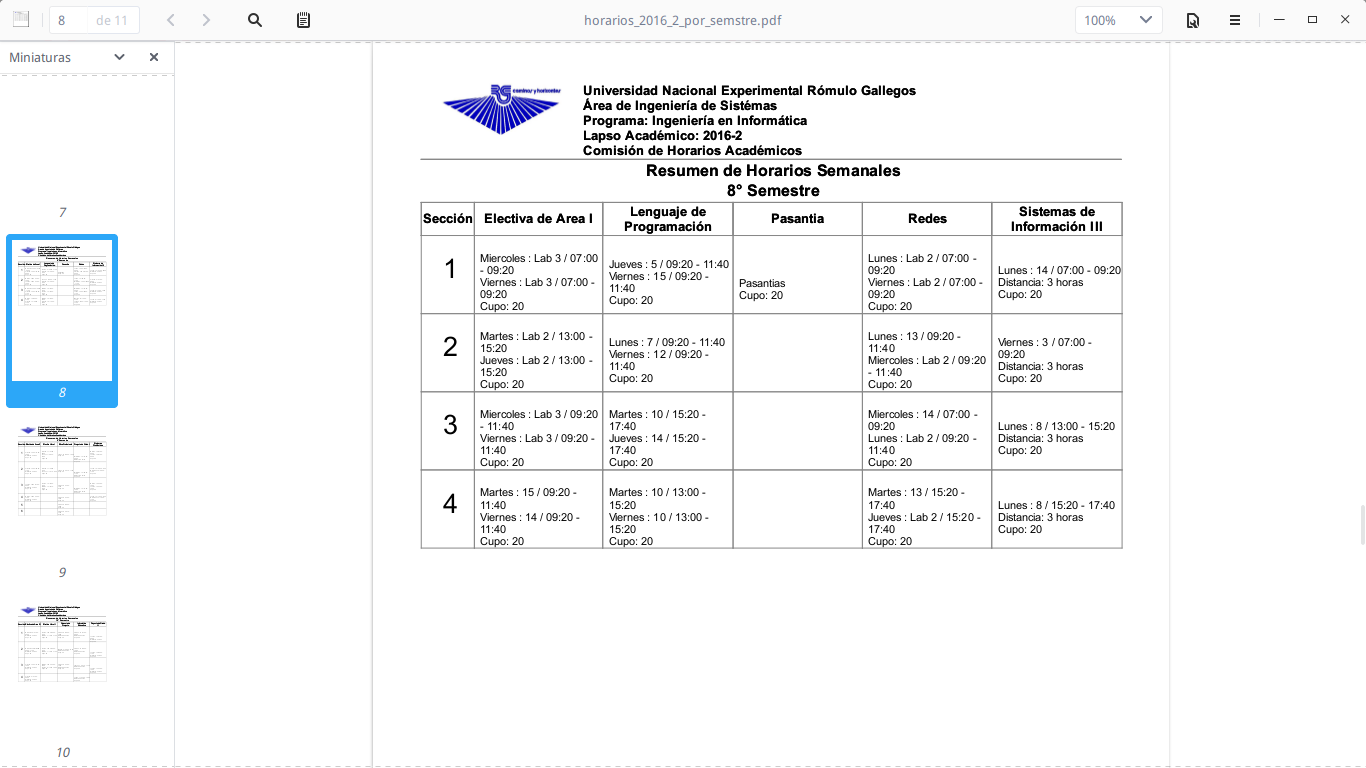 8
de 11
horarios_2016_2_por_semstre.pdf
100%
Miniaturas
7
8
9
10
caminos y horizontes
Universidad Nacional Experimental Rómulo Gallegos
Área de Ingeniería de Sistémas
Programa: Ingeniería en Informática
Lapso Académico: 2016-2
Comisión de Horarios Académicos
Resumen de Horarios Semanales
8° Semestre
Sección
Electiva de Area I
Lenguaje de
Programación
Pasantia
Redes
Sistemas de
Información III
1
Miercoles : Lab 3 / 07:00
- 09:20
Viernes : Lab 3 / 07:00 -
09:20
Cupo: 20
Jueves : 5 / 09:20 - 11:40
Viernes : 15 / 09:20 -
11:40
Cupo: 20
Pasantias
Cupo: 20
Lunes : Lab 2 / 07:00 -
09:20
Viernes : Lab 2 / 07:00 -
09:20
Cupo: 20
Lunes : 14 / 07:00 - 09:20
Distancia: 3 horas
Cupo: 20
2
Martes : Lab 2 / 13:00 -
15:20
Jueves : Lab 2 / 13:00 -
15:20
Cupo: 20
Lunes : 7 / 09:20 - 11:40
Viernes : 12 / 09:20 -
11:40
Cupo: 20
Lunes : 13 / 09:20 -
11:40
Miercoles : Lab 2 / 09:20
- 11:40
Cupo: 20
Viernes : 3 / 07:00 -
09:20
Distancia: 3 horas
Cupo: 20
3
Miercoles : Lab 3 / 09:20
- 11:40
Viernes : Lab 3 / 09:20 -
11:40
Cupo: 20
Martes : 10 / 15:20 -
17:40
Jueves : 14 / 15:20 -
17:40
Cupo: 20
Miercoles : 14 / 07:00 -
09:20
Lunes : Lab 2 / 09:20 -
11:40
Cupo: 20
Lunes : 8 / 13:00 - 15:20
Distancia: 3 horas
Cupo: 20
4
Martes : 15 / 09:20 -
11:40
Viernes : 14 / 09:20 -
11:40
Cupo: 20
Martes : 10 / 13:00 -
15:20
Viernes : 10 / 13:00 -
15:20
Cupo: 20
Martes : 13 / 15:20 -
17:40
Jueves : Lab 2 / 15:20 -
17:40
Cupo: 20
Lunes : 8 / 15:20 - 17:40
Distancia: 3 horas
Cupo: 20